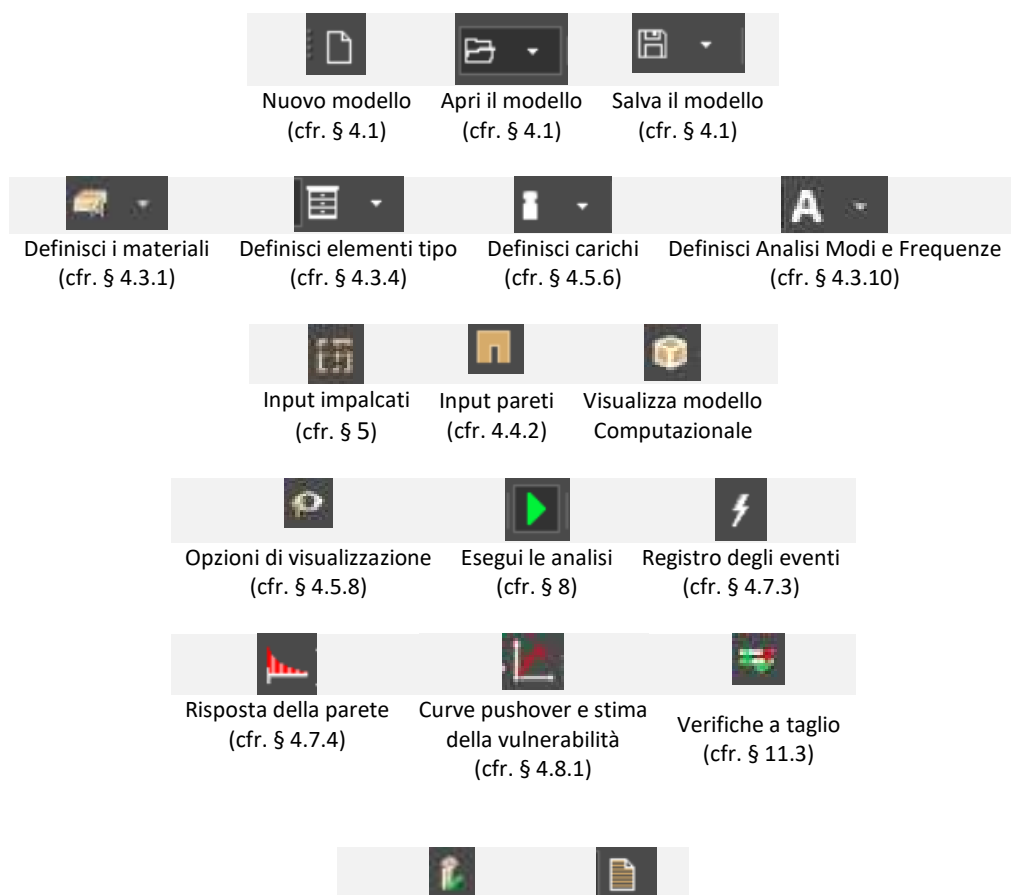 Nuovo modello Apri il modello Salva il modello
(cfr. § 4.1) (cfr. § 4.1) (cfr. § 4.1)
A
Definisci i materiali Definisci elementi tipo Definisci carichi Definisci Analisi Modi e Frequenze
(cfr. § 4.3.1) (cfr. § 4.3.4) (cfr. § 4.5.6) (cfr. § 4.3.10)
Input impalcati Input pareti Visualizza modello
(cfr. § 5) (cfr. 4.4.2) Computazionale
Opzioni di visualizzazione Esegui le analisi Registro degli eventi
(cfr. § 4.5.8) (cfr. § 8) (cfr. § 4.7.3)
Risposta della parete Curve pushover e stima Verifiche a taglio
(cfr. § 4.7.4) della vulnerabilità (cfr. § 11.3)
(cfr. § 4.8.1)